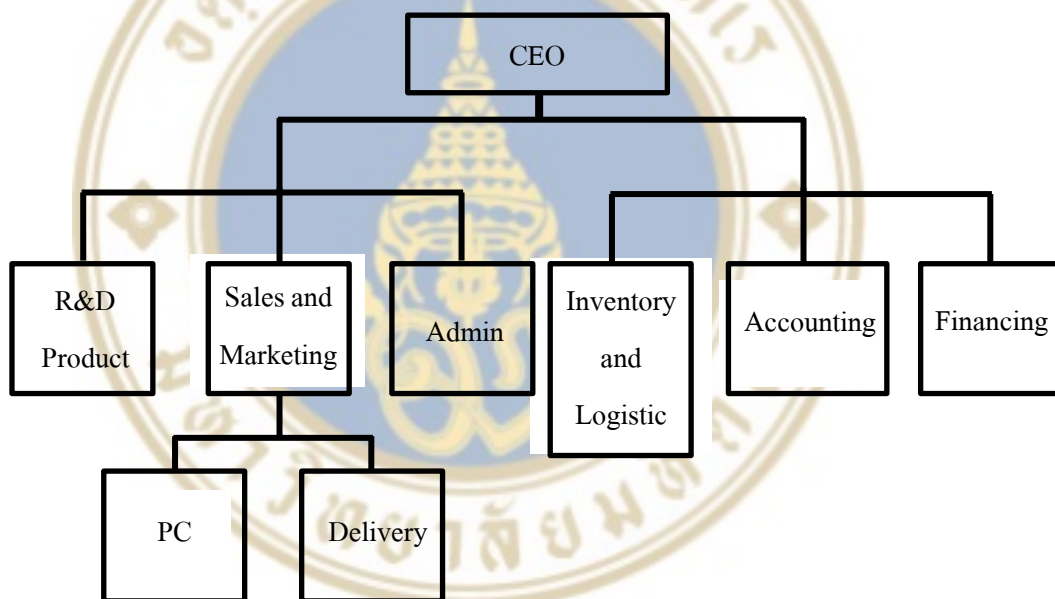 CEO
R&D
Product
Sales and
Marketing
Admin
Inventory
and
Logistic
Accounting
Financing
PC
Delivery